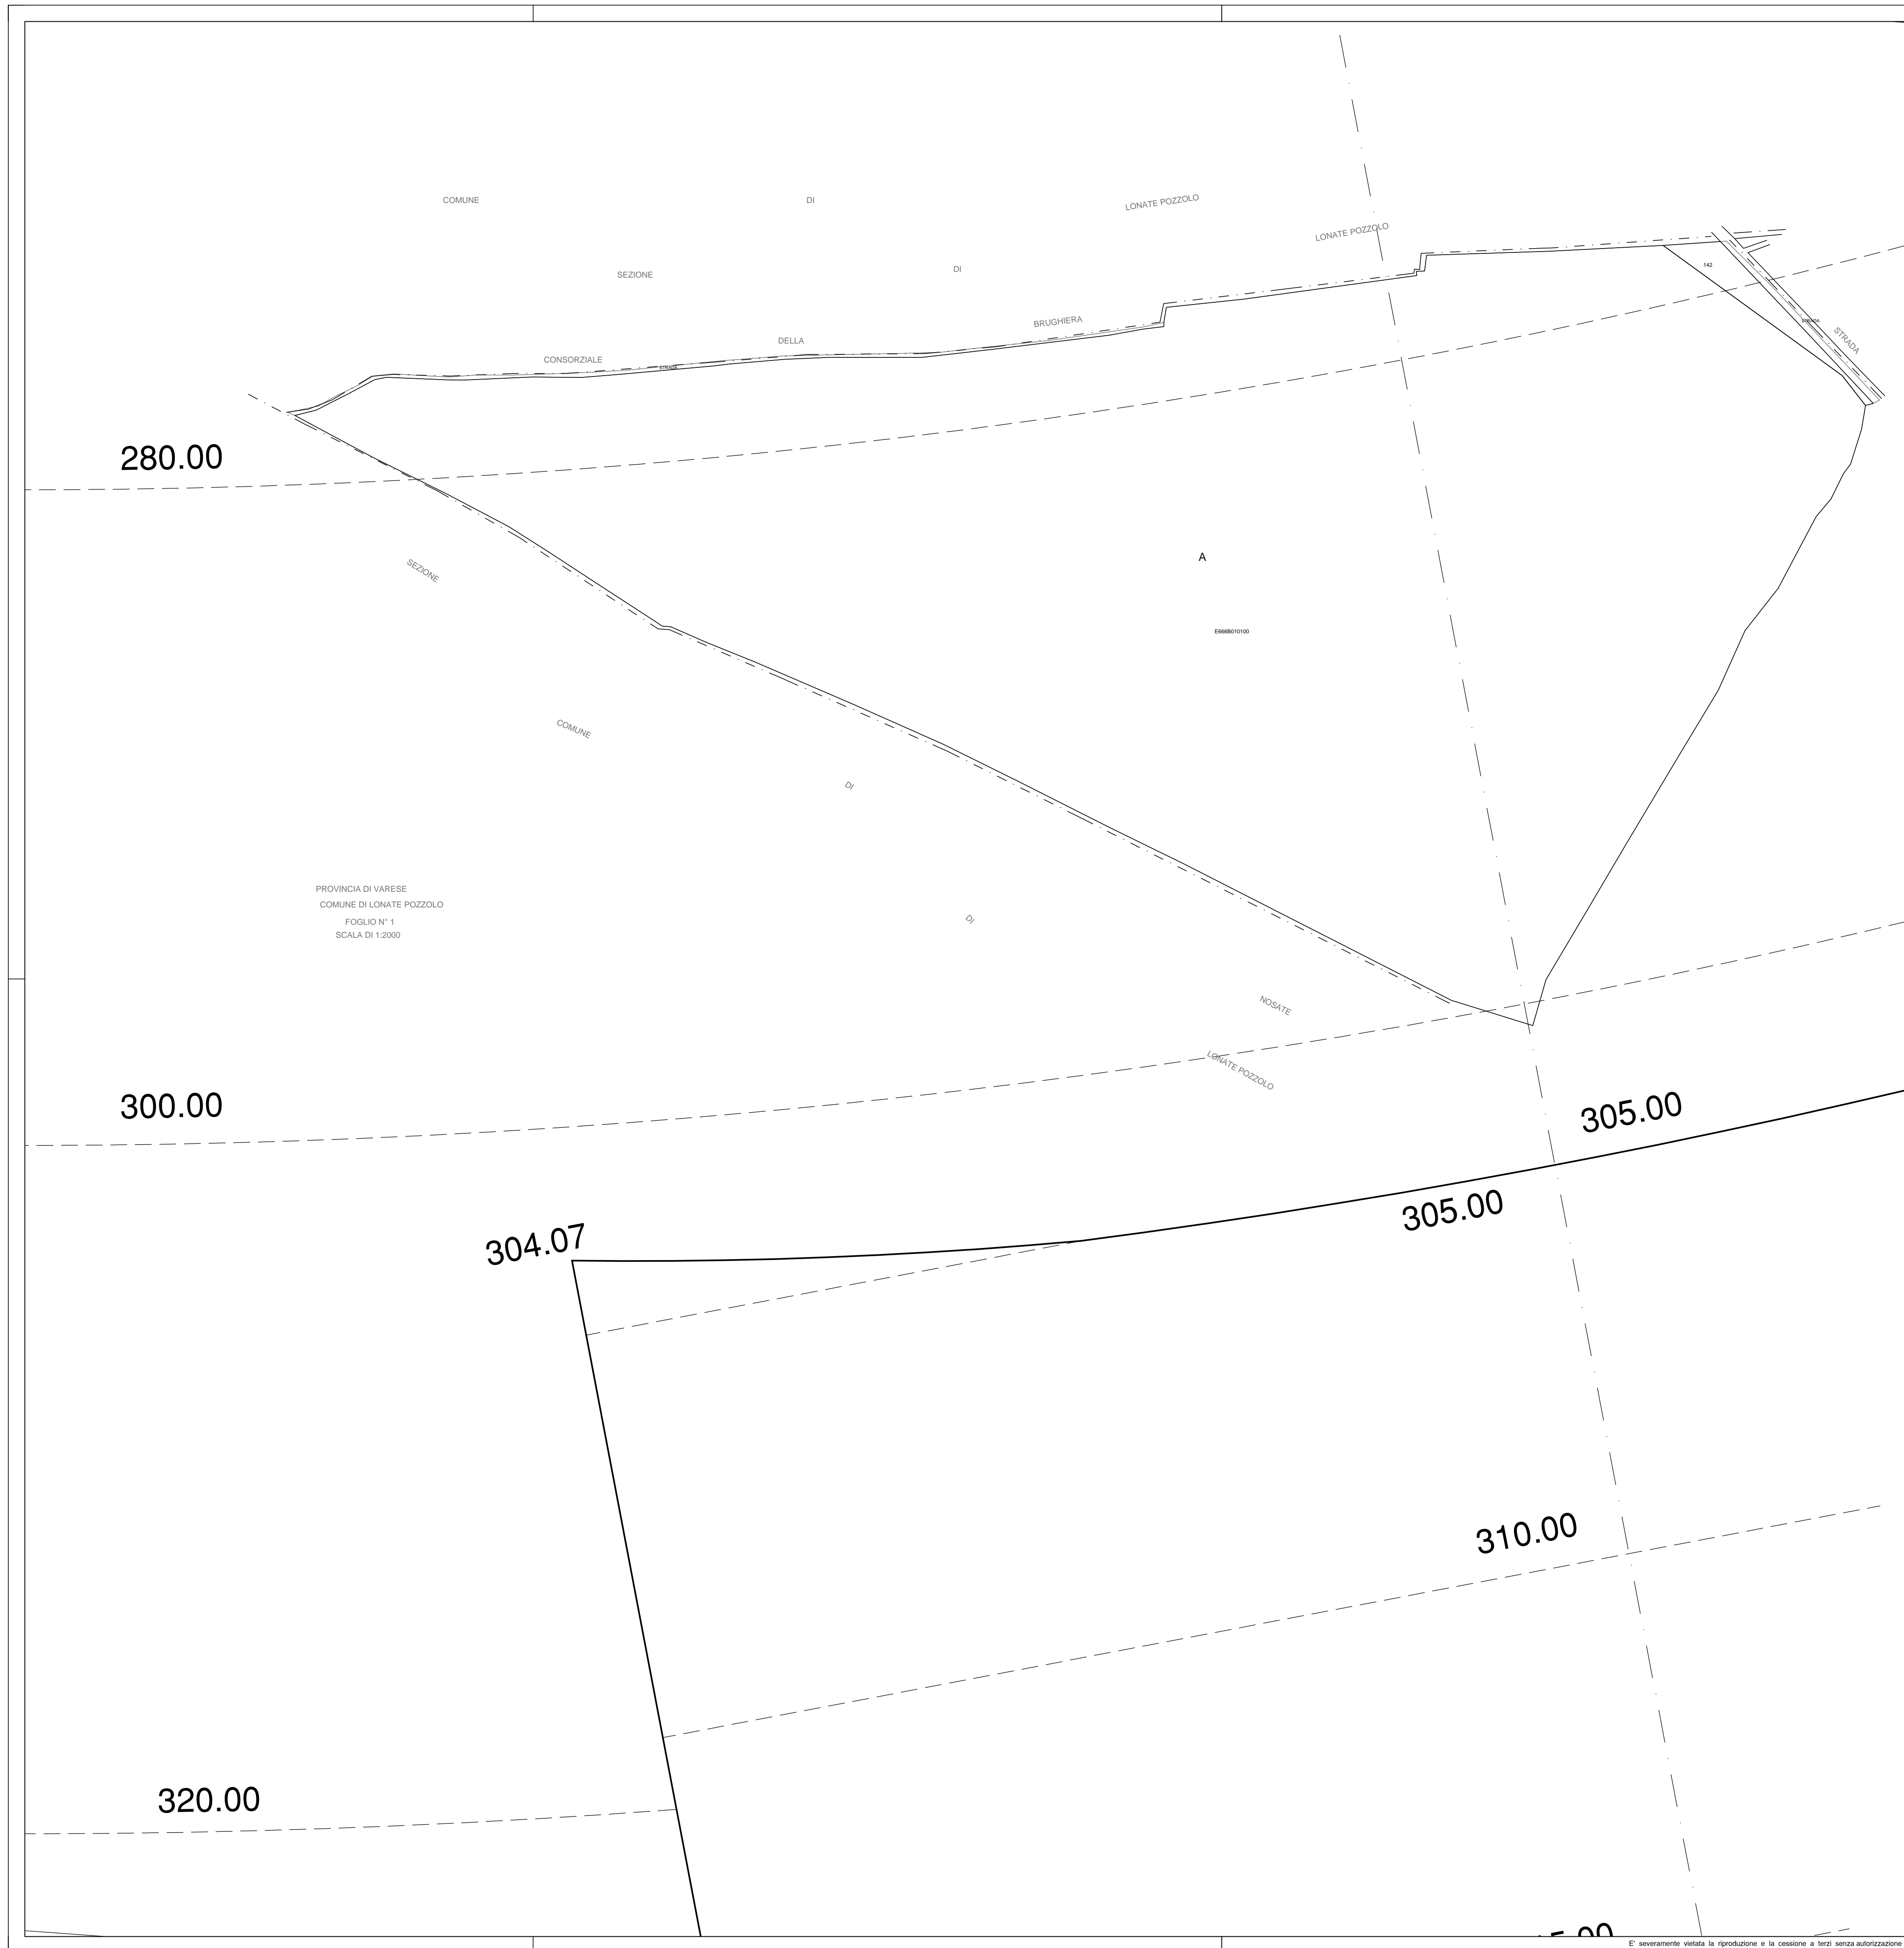 COMUNE DI LONATE POZZOLO
LONATE POZZOLO
SEZIONE DI
142
BRUGHIERA
STRADA
STRADA
DELLA
CONSORZIALE
STRADA
280.00
A
SEZIONE
E666B010100
COMUNE
DI
PROVINCIA DI VARESE
COMUNE DI LONATE POZZOLO
FOGLIO N° 1
SCALA DI 1:2000
DI
NOSATE
LONATE POZZOLO
300.00
305.00
305.00
304.07
310.00
320.00
E' severamente vietata la riproduzione e la cessione a terzi senza autorizzazione